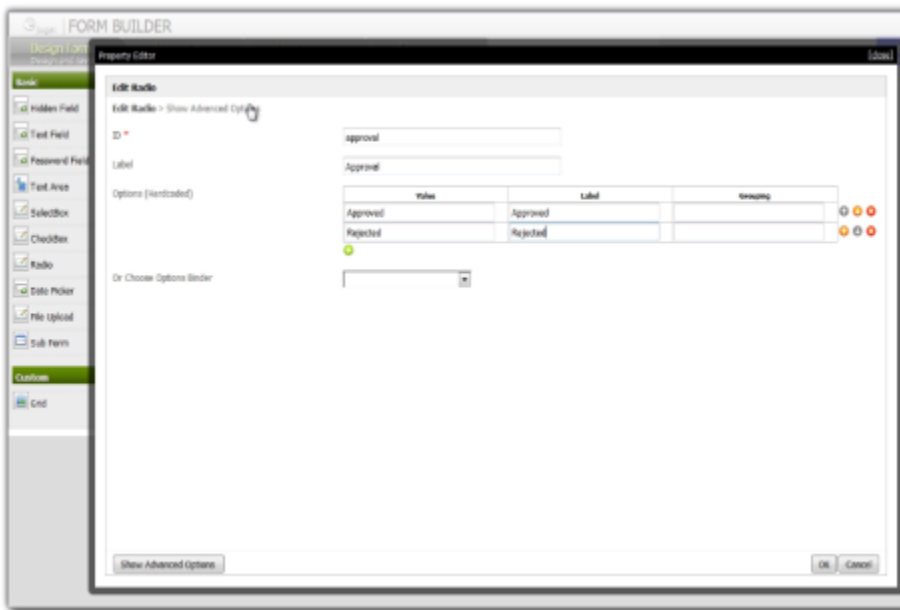 FORM BUILDER
Property Editor
[close]
Basic
Hidden Field
Text Field
Password Field
Text Area
SelectBox
CheckBox
Radio
Date Picker
File Upload
Sub Form
Custom
Grid
Edit Radio
Edit Radio > Show Advanced Options
ID *
approval
Label
Approval
Options (Hardcoded)
Value Label Grouping
Approved Approved
Rejected Rejected
Or Choose Options Binder
Show Advanced Options
OK Cancel